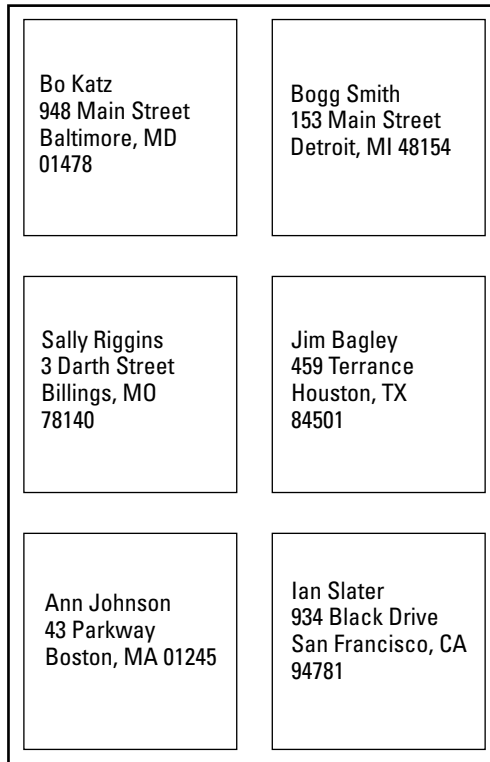 Bo Katz
948 Main Street
Baltimore, MD
01478
Bogg Smith
153 Main Street
Detroit, MI 48154
Sally Riggins
3 Darth Street
Billings, MO
78140
Jim Bagley
459 Terrance
Houston, TX
84501
Ann Johnson
43 Parkway
Boston, MA 01245
Ian Slater
934 Black Drive
San Francisco, CA
94781